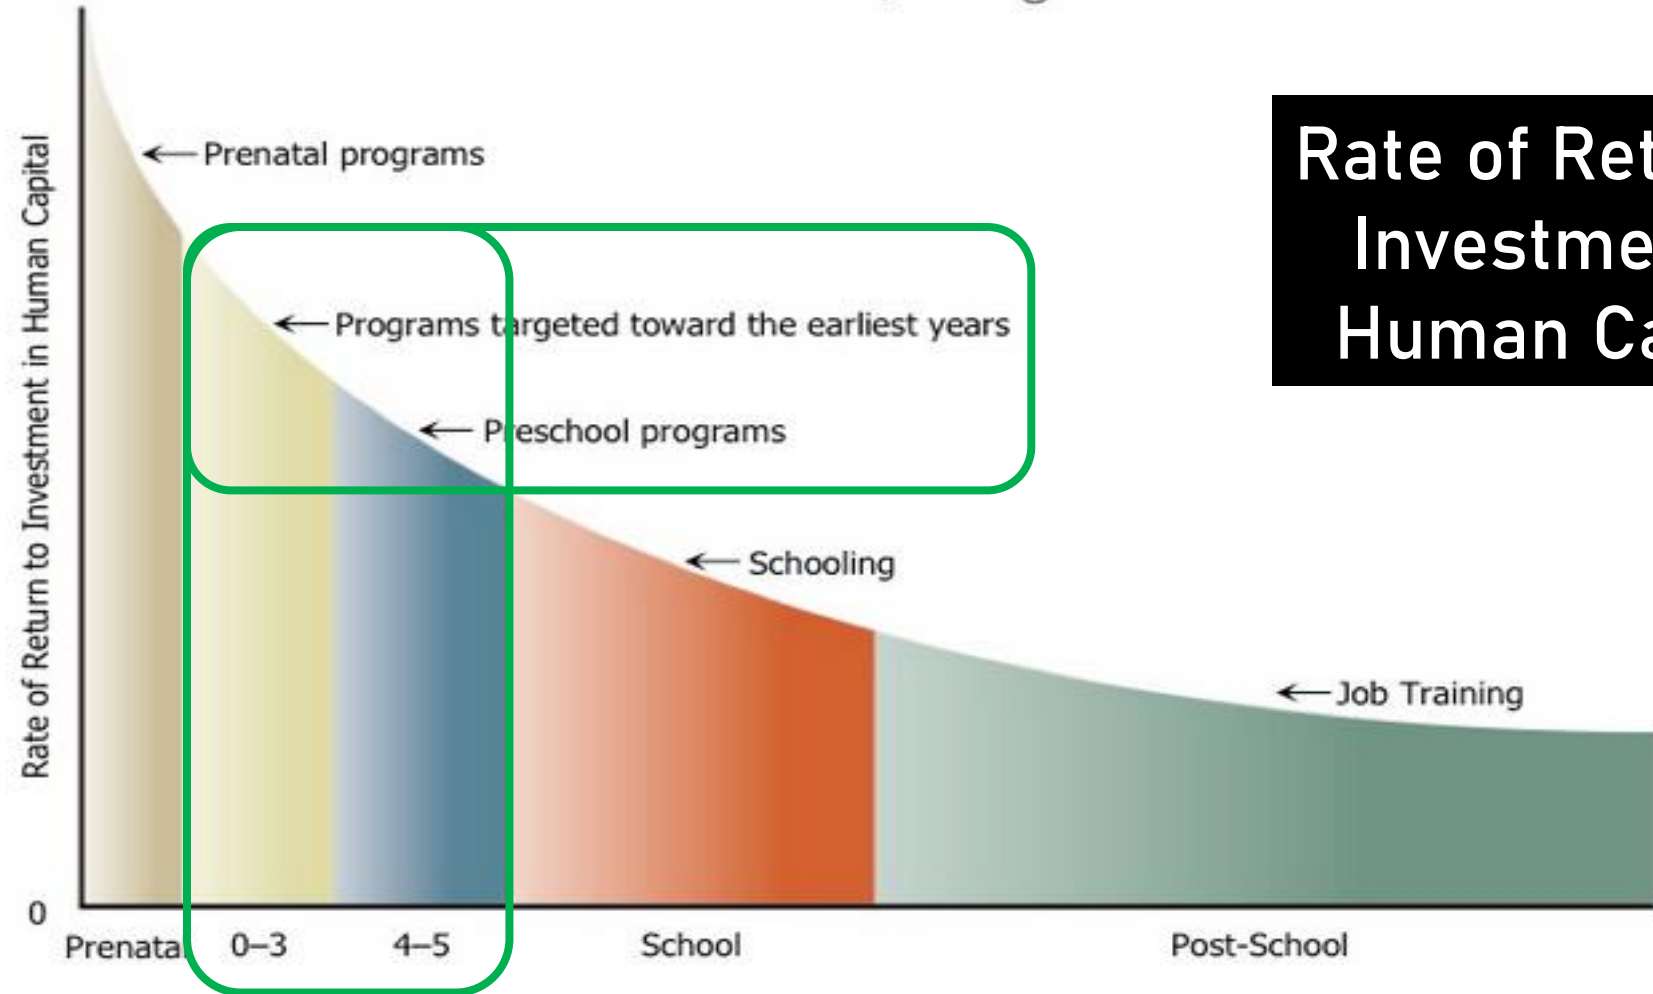 Rate of Ret
Investme
Human Ca
Rate of Return to Investment in Human Capital
Prenatal programs
Programs targeted toward the earliest years
Preschool programs
Schooling
Job Training
0
Prenatal
0–3
4–5
School
Post-School